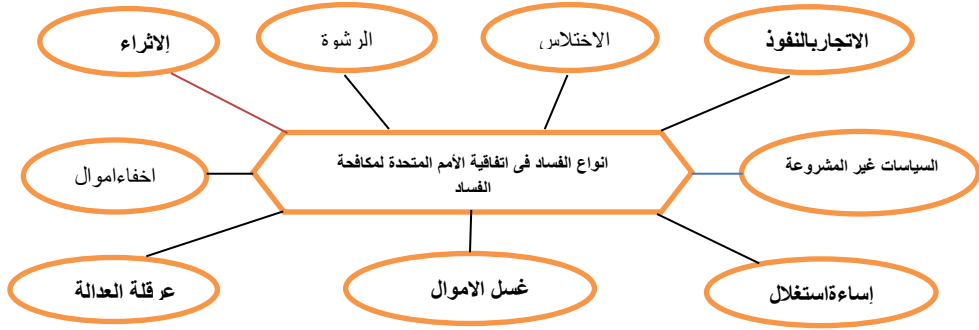 الاتجاربالنفوذ
الاختلاس
الرشوة
إلاثراء
انواع الفساد فى اتفاقية الأمم المتحدة لمكافحة
الفساد
السياسات غير المشروعة
اخفاءاموال
إساءةاستغلال
غسل الاموال
عرقلة العدالة